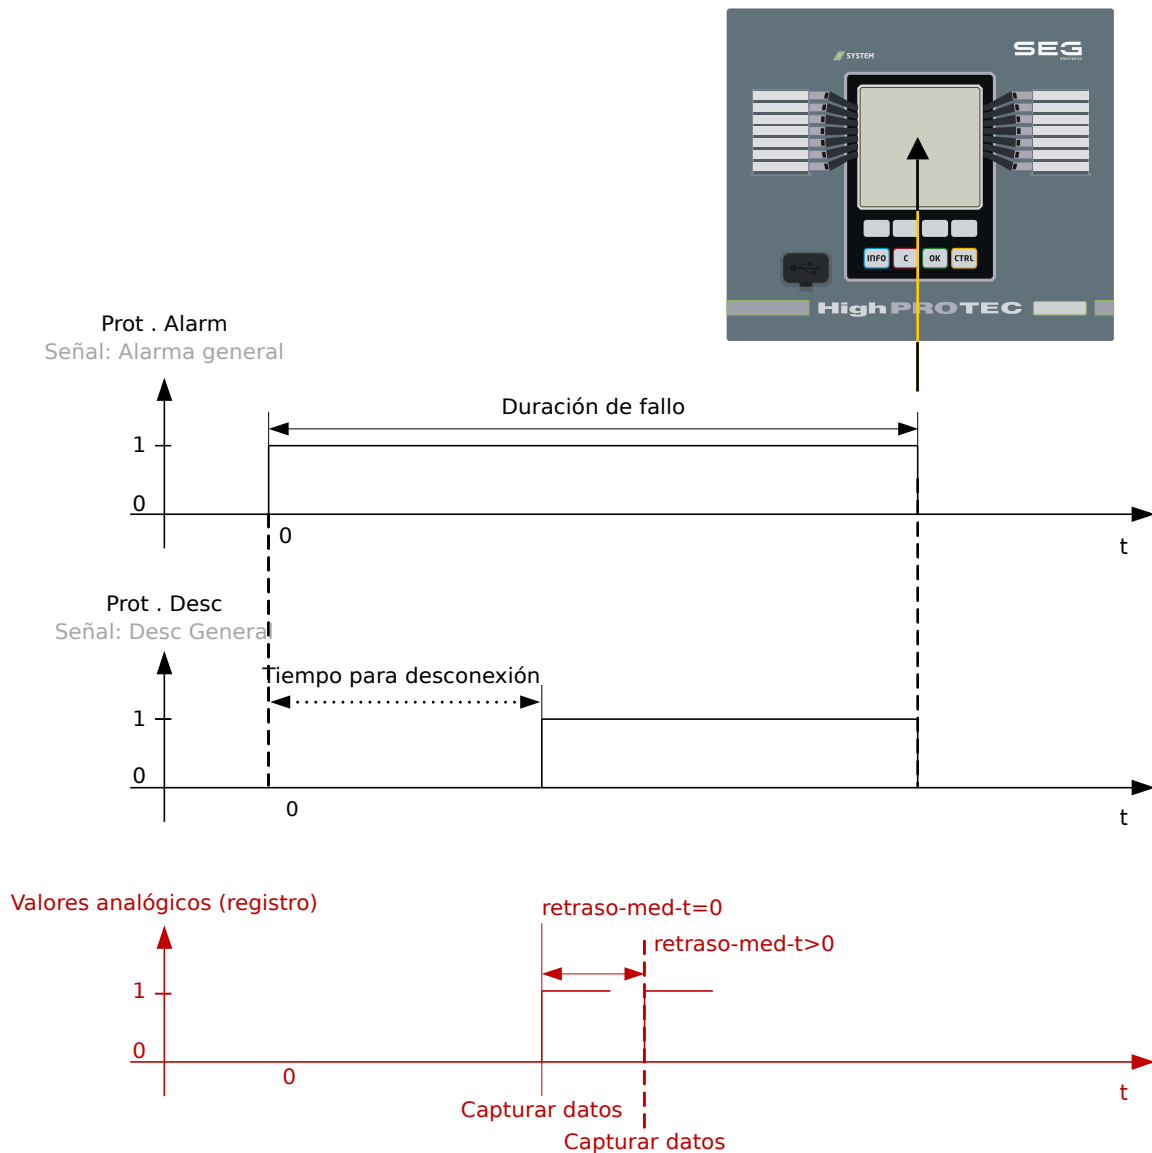 SYSTEM
SEG
electronics
INFO
C
OK
CTRL
HighPROTEC
Prot . Alarm
Señal: Alarma general
Duración de fallo
1
0
0
t
Prot . Desc
Señal: Desc General
Tiempo para desconexión
1
0
0
t
Valores analógicos (registro)
retraso-med-t=0
retraso-med-t>0
1
0
0
t
Capturar datos
Capturar datos